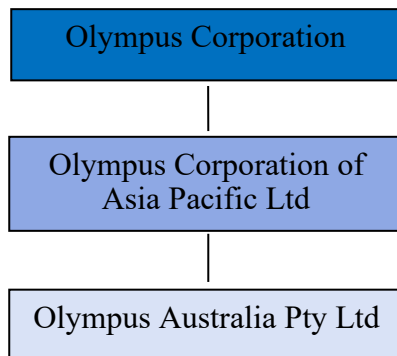 Olympus Corporation
Olympus Corporation of
Asia Pacific Ltd
Olympus Australia Pty Ltd